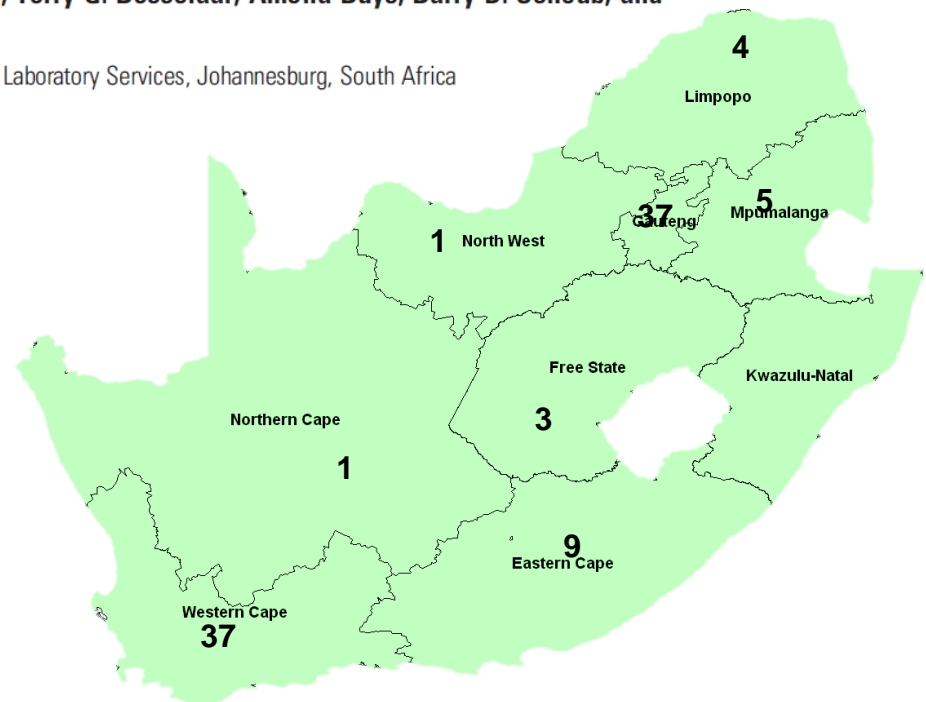 Laboratory Services, Johannesburg, South Africa
4
Limpopo
5
Mpumalanga
37
Gauteng
1 North West
Free State
Kwazulu-Natal
3
Northern Cape
1
9
Eastern Cape
Western Cape
37